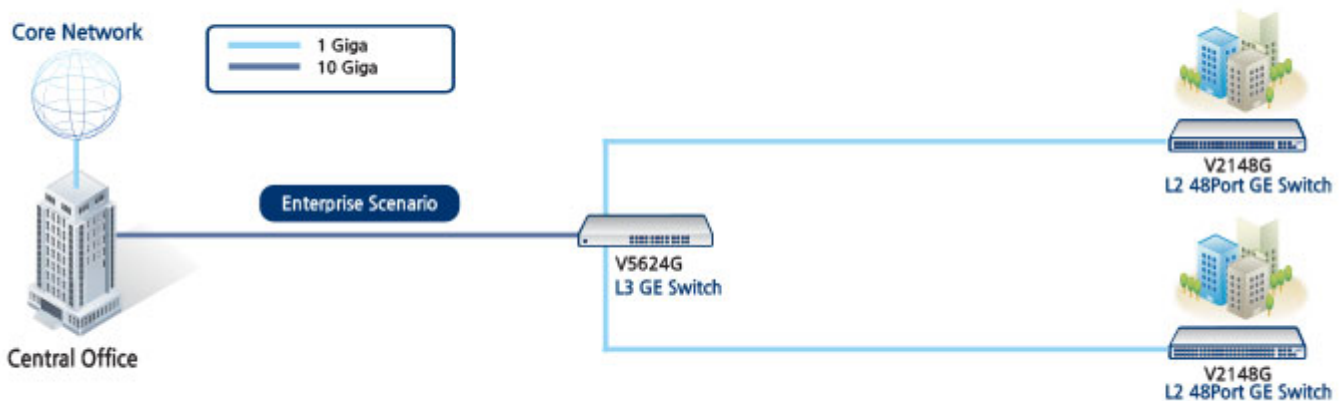 Core Network
1 Giga
10 Giga
Enterprise Scenario
Central Office
V5624G
L3 GE Switch
V2148G
L2 48Port GE Switch
V2148G
L2 48Port GE Switch